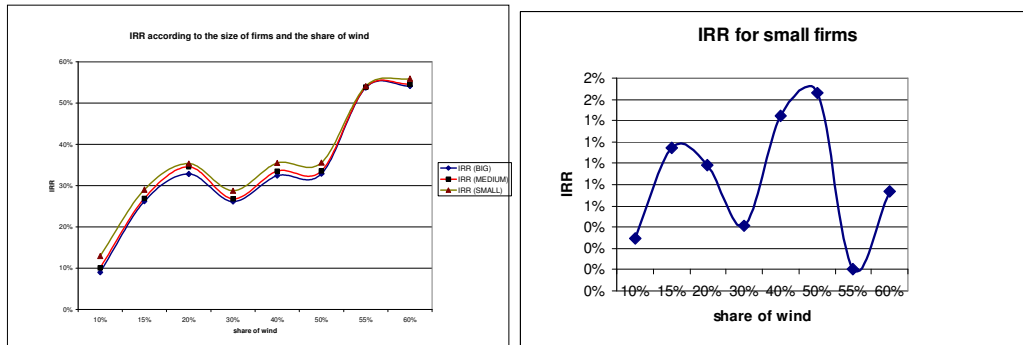 IRR according to the size of firms and the share of wind
60%
50%
40%
30%
20%
10%
0%
IRR
10% 15% 20% 30% 40% 50% 55% 60%
share of wind
IRR (BIG)
IRR (MEDIUM)
IRR (SMALL)
IRR for small firms
2%
2%
1%
1%
1%
1%
1%
0%
0%
0%
0%
IRR
10% 15% 20% 30% 40% 50% 55% 60%
share of wind